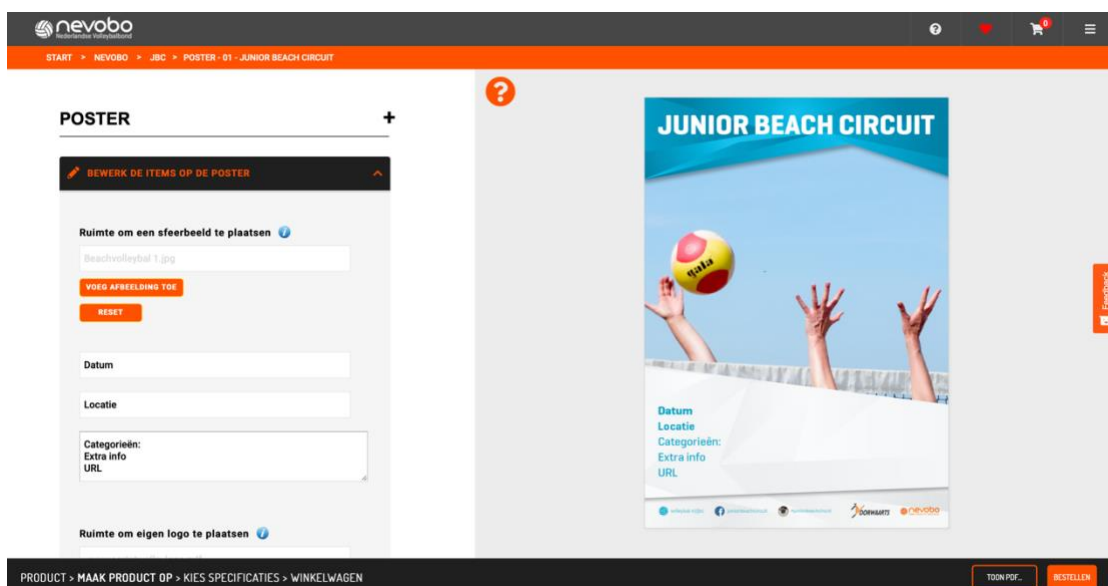 nevobo
Nederlandse Volleybalbond
0
START > NEVOBO > JBC > POSTER - 01 - JUNIOR BEACH CIRCUIT
POSTER
BEWERK DE ITEMS OP DE POSTER
Ruimte om een sfeerbeeld te plaatsen
Beachvolleybal 1.jpg
VOEG AFBEELDING TOE
RESET
Datum
Locatie
Categorieën:
Extra info
URL
Ruimte om eigen logo te plaatsen
JUNIOR BEACH CIRCUIT
gala
Datum
Locatie
Categorieën:
Extra info
URL
VOORWAARTS
nevobo
Feedback
PRODUCT > MAAK PRODUCT OP > KIES SPECIFICATIES > WINKELWAGEN
TOON PDF...
BESTELLEN